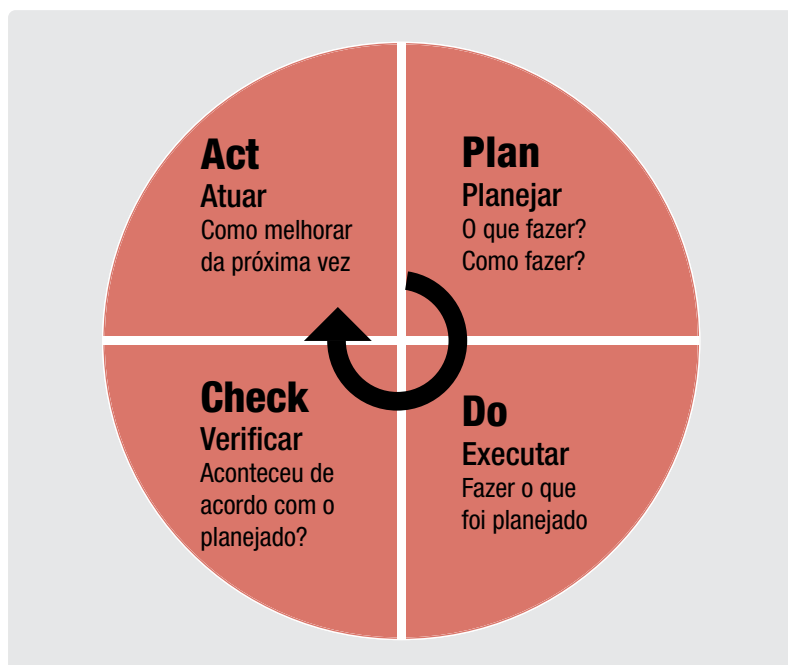 Act
Atuar
Como melhorar
da próxima vez
Plan
Planejar
O que fazer?
Como fazer?
Check
Verificar
Aconteceu de
acordo com o
planejado?
Do
Executar
Fazer o que
foi planejado